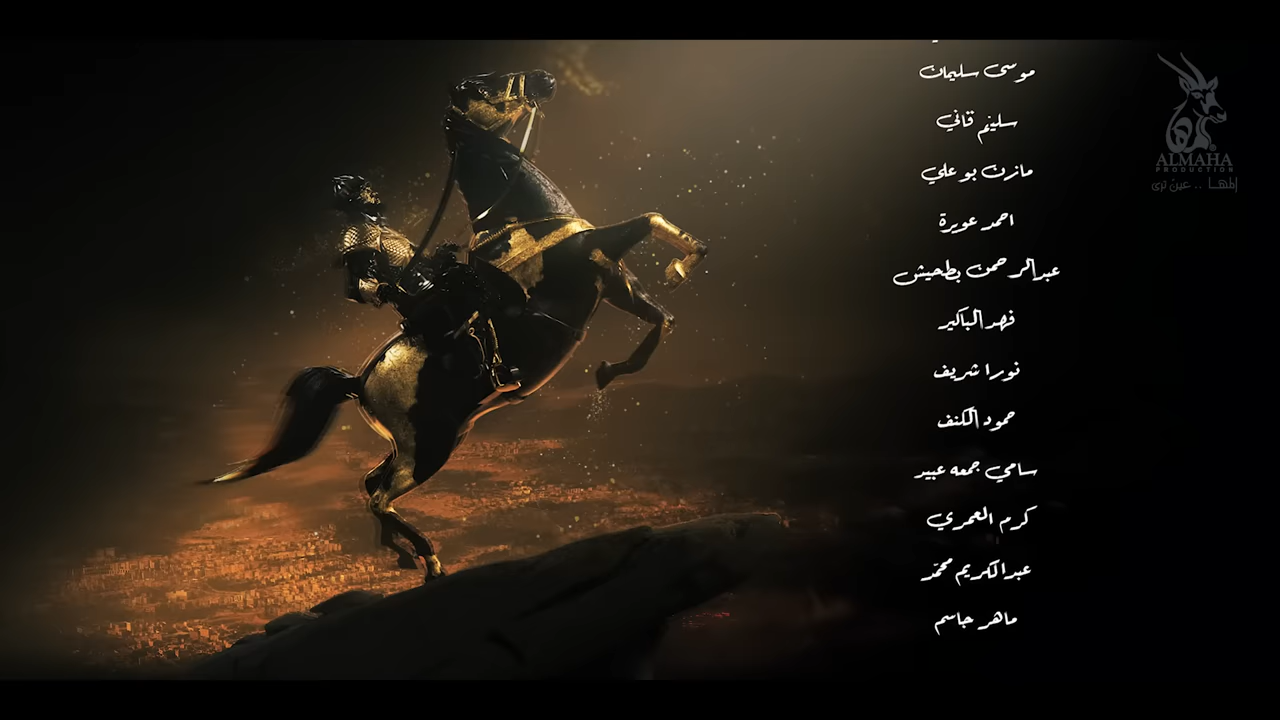 موسى سليمان
سليم قاني
مازن بو علي
احمد عويرة
عبدالرحمن بطحيش
فهد الباكير
نورا شريف
حمود الكنف
سامي جمعه عبيد
كرم العمري
عبدالكريم محمد
ماهر جاسم
ALMAHA
PRODUCTION
المها .. عين ترى